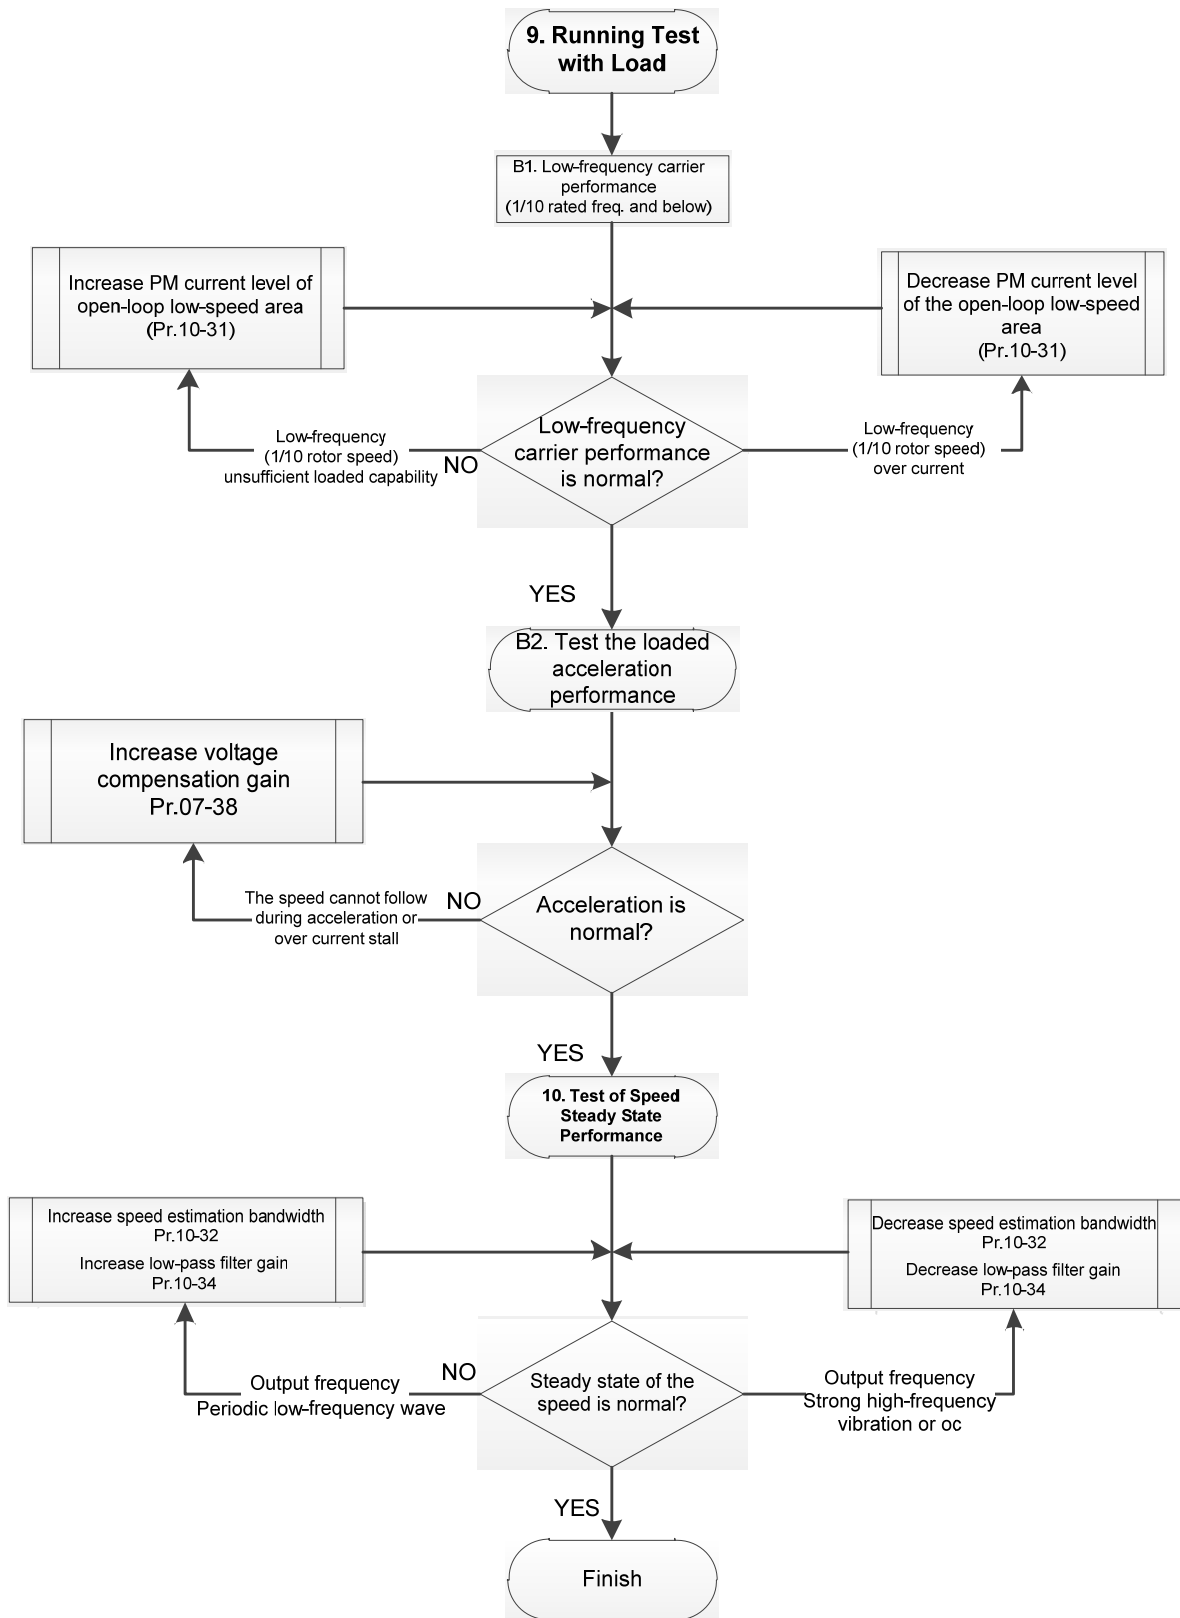 9. Running Test
with Load
B1. Low-frequency carrier
performance
(1/10 rated freq. and below)
Increase PM current level of
open-loop low-speed area
(Pr.10-31)
Decrease PM current level
of the open-loop low-speed
area
(Pr.10-31)
Low-frequency
(1/10 rotor speed)
unsufficient loaded capability
NO
Low-frequency
carrier performance
is normal?
Low-frequency
(1/10 rotor speed)
over current
YES
B2. Test the loaded
acceleration
performance
Increase voltage
compensation gain
Pr.07-38
The speed cannot follow
during acceleration or
over current stall
NO
Acceleration is
normal?
YES
10. Test of Speed
Steady State
Performance
Increase speed estimation bandwidth
Pr.10-32
Increase low-pass filter gain
Pr.10-34
Decrease speed estimation bandwidth
Pr.10-32
Decrease low-pass filter gain
Pr.10-34
Output frequency
Periodic low-frequency wave
NO
Steady state of the
speed is normal?
Output frequency
Strong high-frequency
vibration or oc
YES
Finish